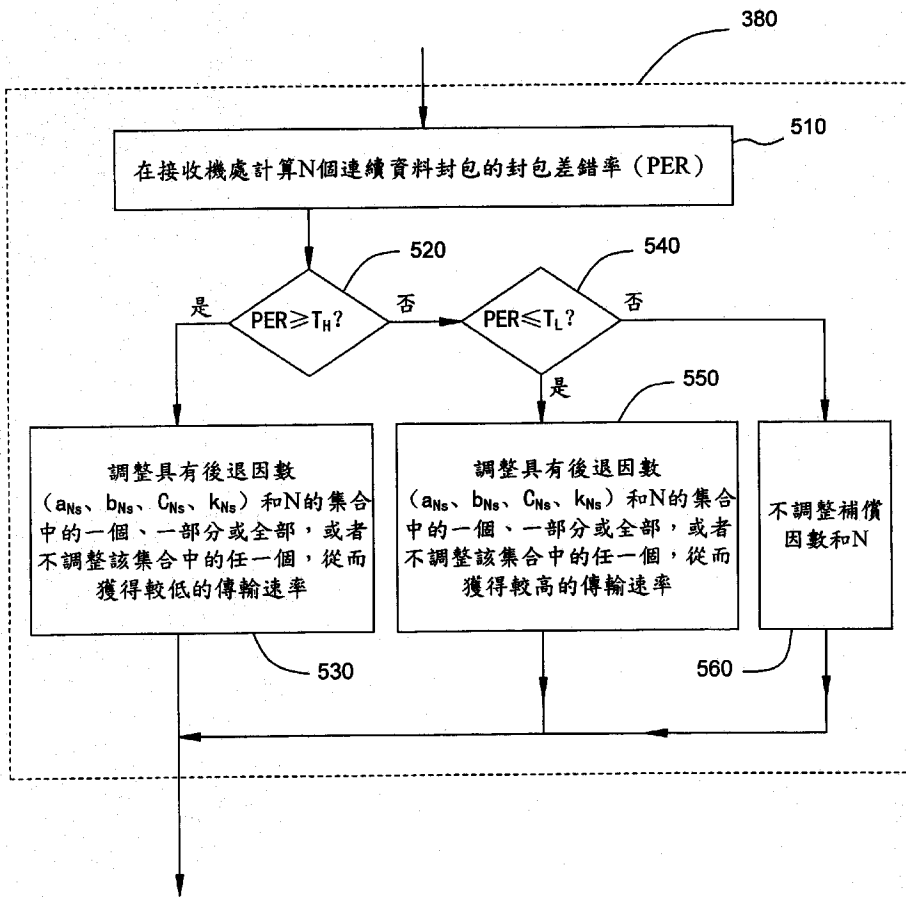 380
510
在接收機處計算N個連續資料封包的封包差錯率（PER）
520
540
是
PER≥T_H?
否
PER≤T_L?
否
是
550
調整具有後退因數
（a_Ns、b_Ns、C_Ns、k_Ns）和N的集合
中的一個、一部分或全部，或者
不調整該集合中的任一個，從而
獲得較低的傳輸速率
調整具有後退因數
（a_Ns、b_Ns、C_Ns、k_Ns）和N的集合
中的一個、一部分或全部，或者
不調整該集合中的任一個，從而
獲得較高的傳輸速率
不調整補償
因數和N
530
560